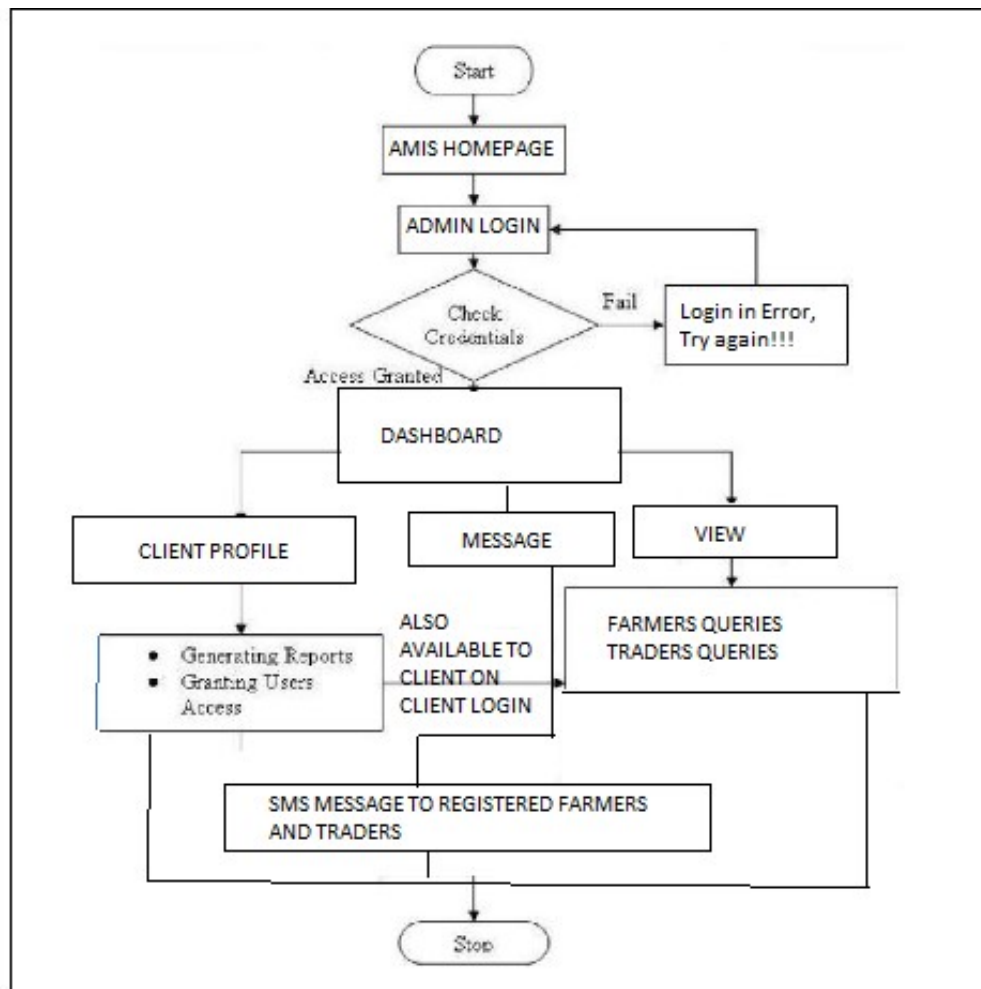 Start
AMIS HOMEPAGE
ADMIN LOGIN
Check
Credentials
Fail
Login in Error,
Try again!!!
Access Granted
DASHBOARD
CLIENT PROFILE
MESSAGE
VIEW
• Generating Reports
• Granting Users
Access
ALSO
AVAILABLE TO
CLIENT ON
CLIENT LOGIN
FARMERS QUERIES
TRADERS QUERIES
SMS MESSAGE TO REGISTERED FARMERS
AND TRADERS
Stop